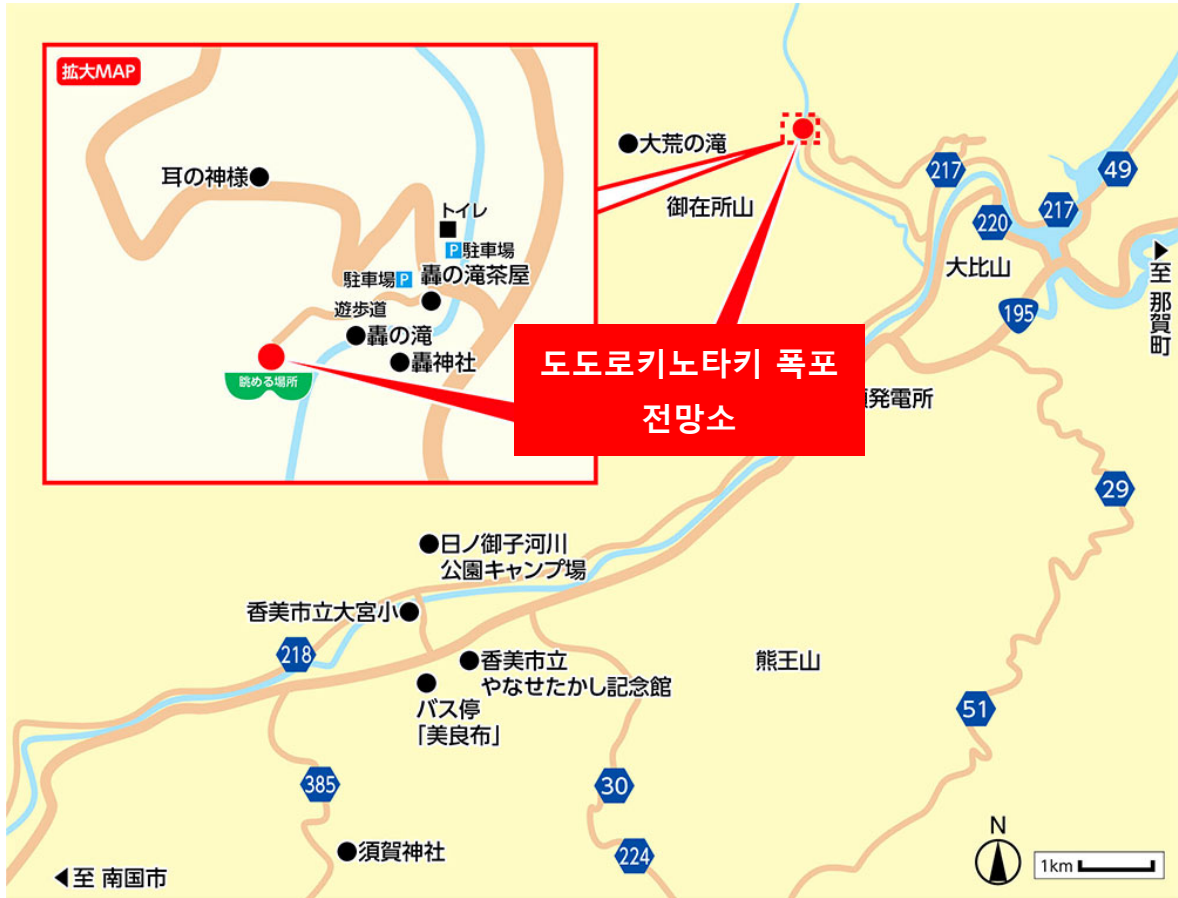 拡大MAP
耳の神様
トイレ
P駐車場
駐車場P
轟の滝茶屋
遊歩道
轟の滝
轟神社
眺める場所
大荒の滝
御在所山
217
49
220
217
大比山
195
至 那賀町
도도로키노타키 폭포
전망소
発電所
29
日ノ御子河川
公園キャンプ場
香美市立大宮小
218
香美市立
やなせたかし記念館
熊王山
バス停
「美良布」
51
385
30
須賀神社
224
N
1km
至 南国市